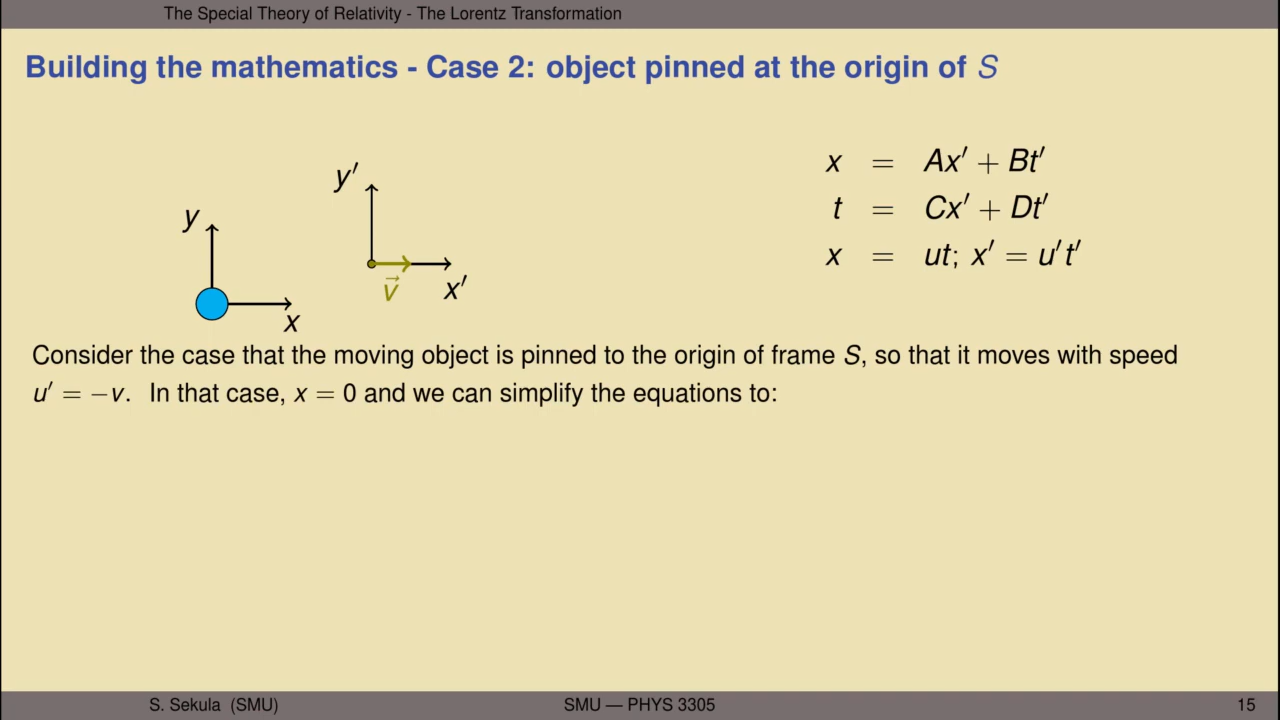 The Special Theory of Relativity - The Lorentz Transformation
Building the mathematics - Case 2: object pinned at the origin of S
y
x
y′
v⃗
x′
x = Ax′ + Bt′
t = Cx′ + Dt′
x = ut; x′ = u′t′
Consider the case that the moving object is pinned to the origin of frame S, so that it moves with speed
u′ = −v. In that case, x = 0 and we can simplify the equations to:
S. Sekula (SMU)
SMU — PHYS 3305
15